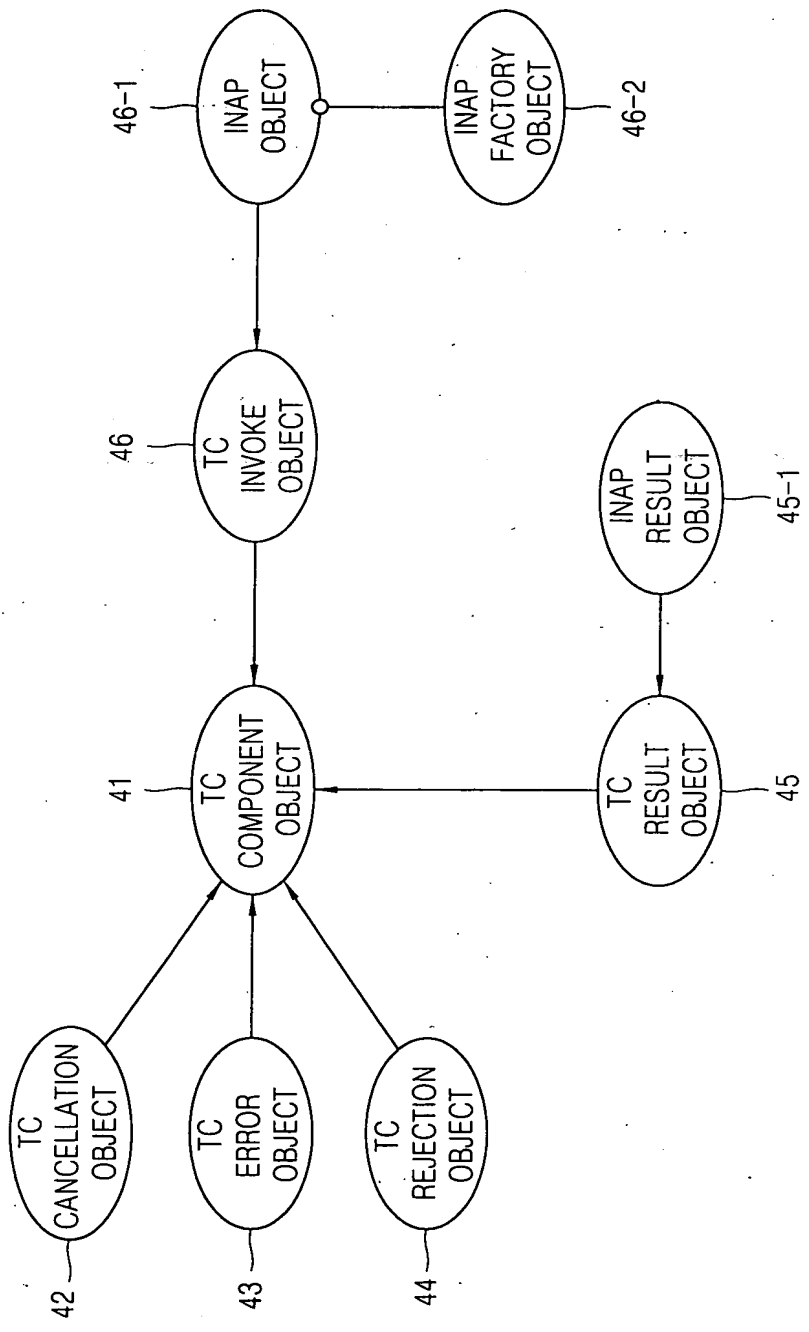 42
TC
CANCELLATION
OBJECT
43
TC
ERROR
OBJECT
44
TC
REJECTION
OBJECT
41
TC
COMPONENT
OBJECT
45
TC
RESULT
OBJECT
45-1
INAP
RESULT
OBJECT
46
TC
INVOKE
OBJECT
46-1
INAP
OBJECT
46-2
INAP
FACTORY
OBJECT